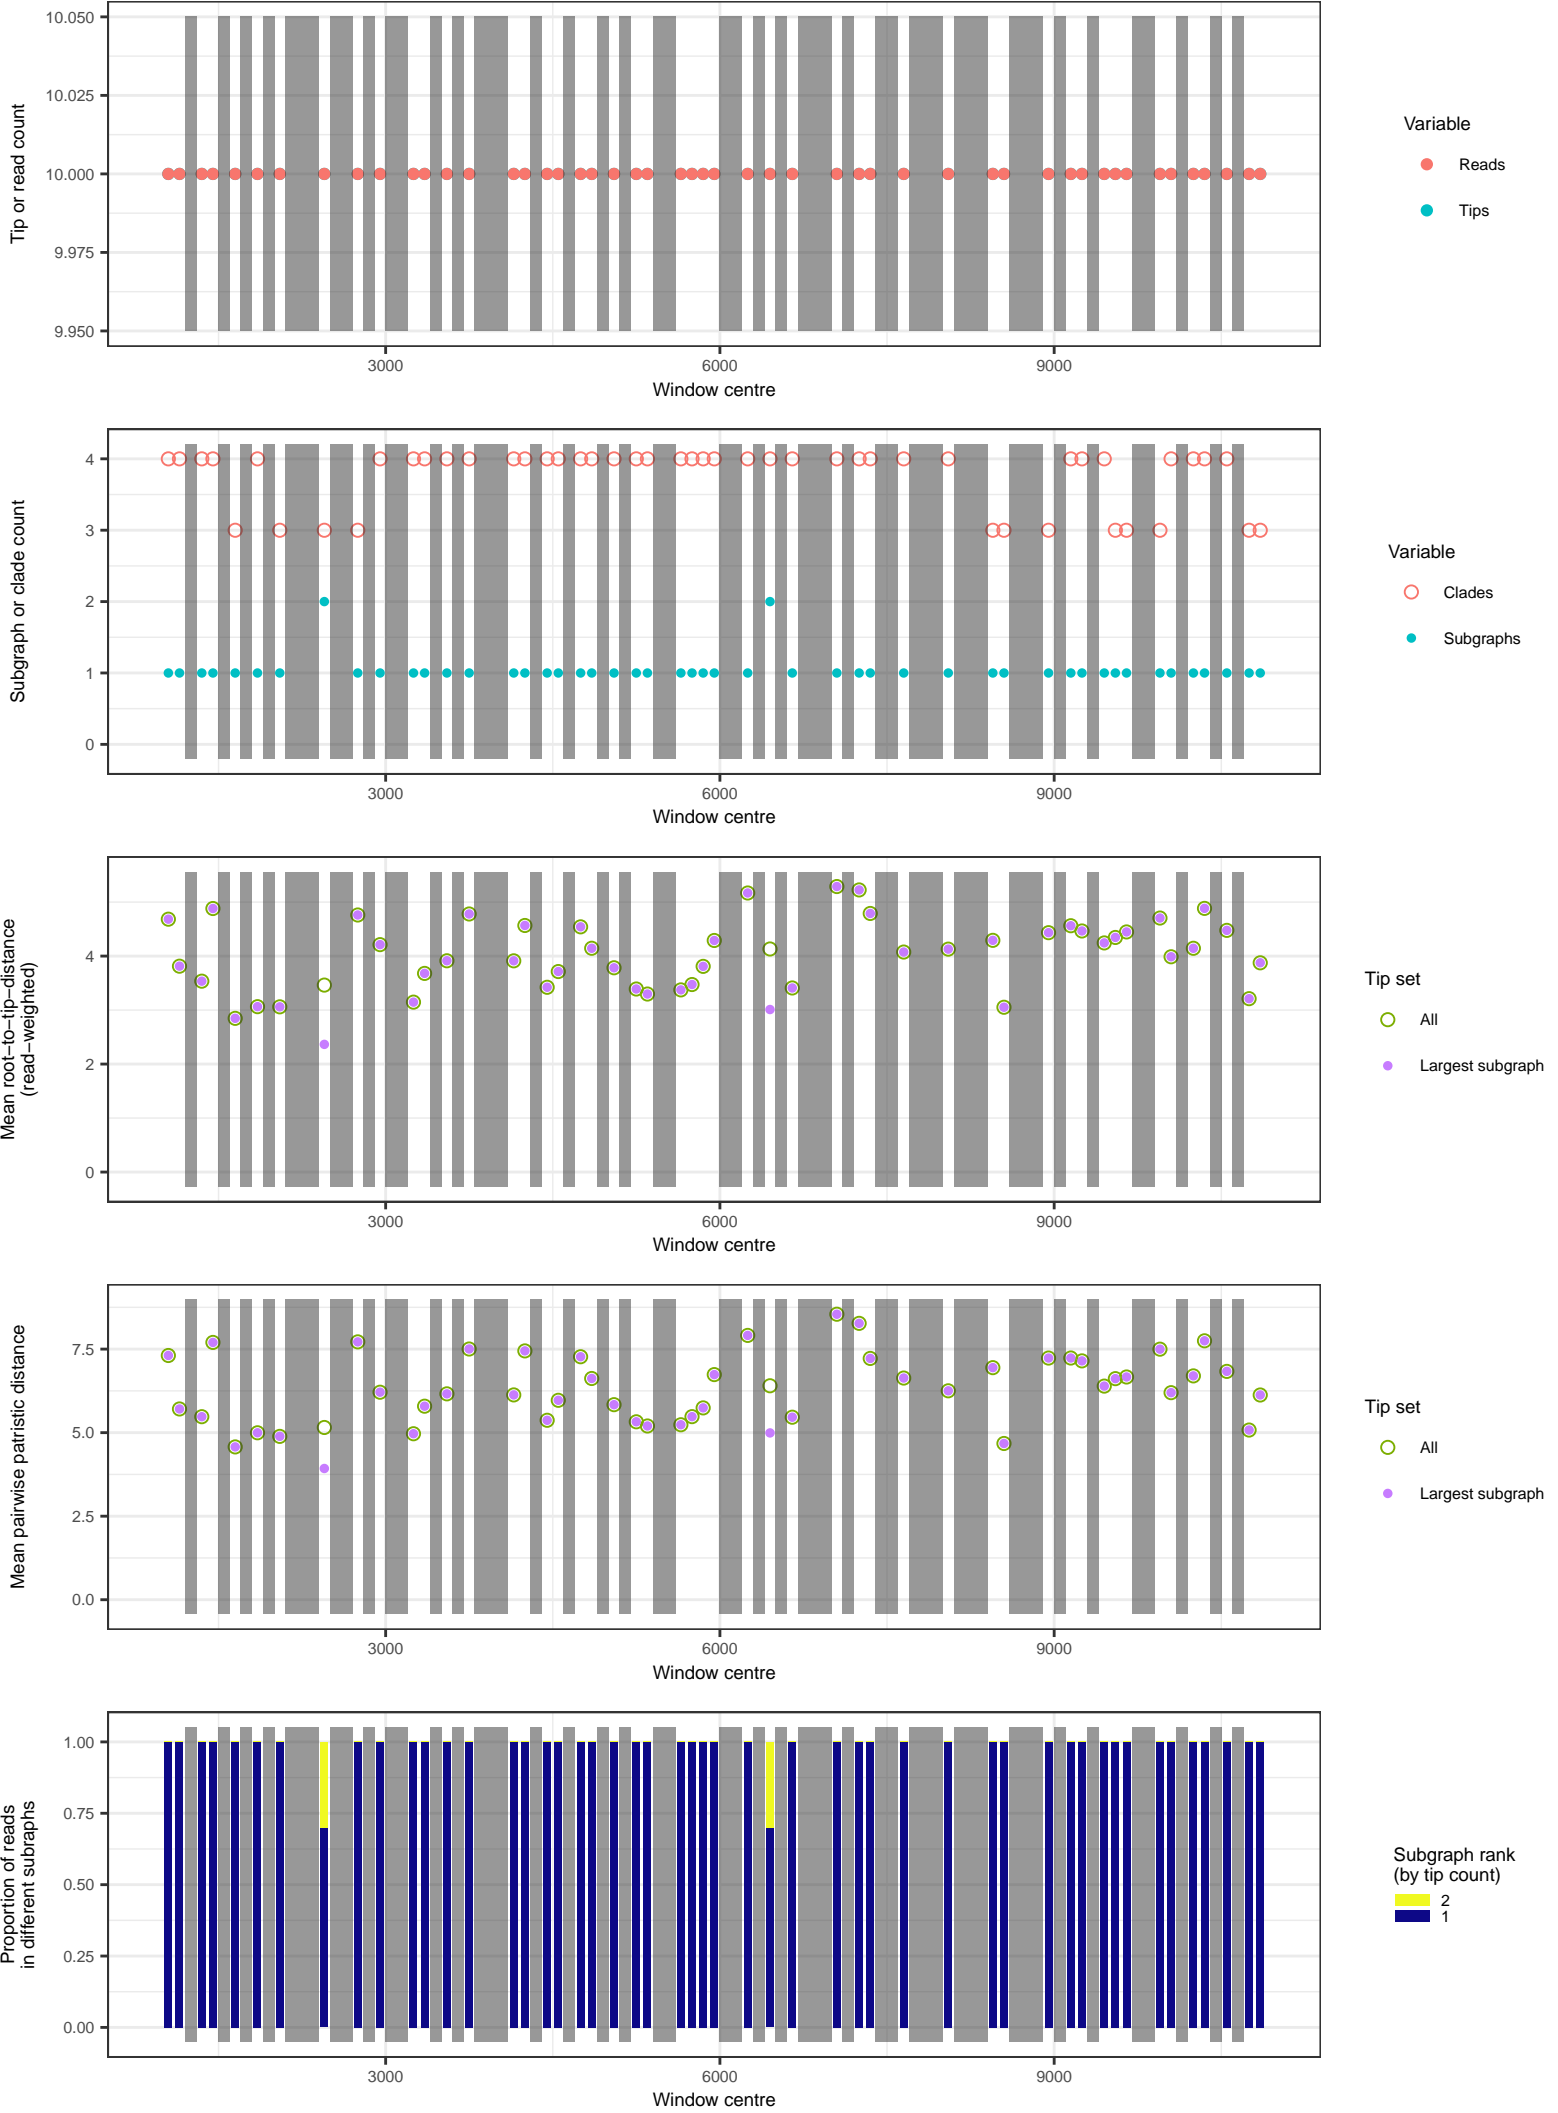 10.050
10.025
10.000
9.975
9.950
Tip or read count
3000
6000
9000
Window centre
Variable
Reads
Tips
4
3
2
1
0
Subgraph or clade count
3000
6000
9000
Window centre
Variable
Clades
Subgraphs
4
2
0
Mean root−to−tip−distance
(read−weighted)
3000
6000
9000
Window centre
Tip set
All
Largest subgraph
7.5
5.0
2.5
0.0
Mean pairwise patristic distance
3000
6000
9000
Window centre
Tip set
All
Largest subgraph
1.00
0.75
0.50
0.25
0.00
Proportion of reads
in different subraphs
3000
6000
9000
Window centre
Subgraph rank
(by tip count)
2
1